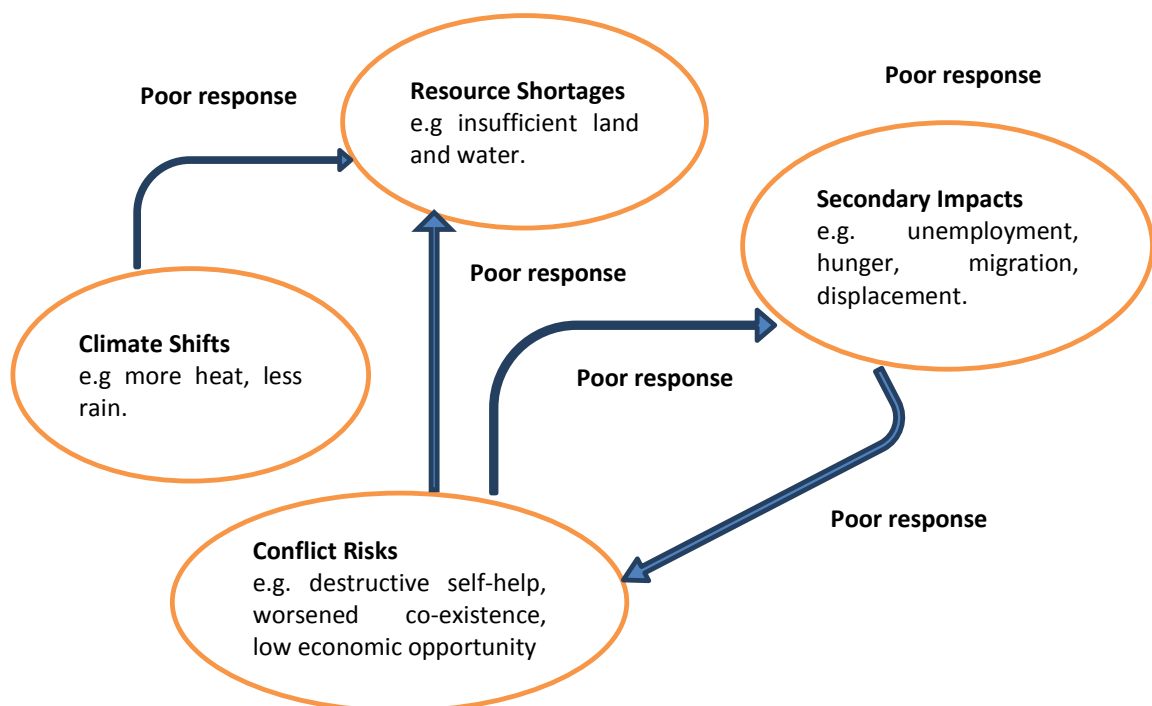 Poor response
Resource Shortages
e.g insufficient land
and water.
Poor response
Secondary Impacts
e.g. unemployment,
hunger, migration,
displacement.
Poor response
Climate Shifts
e.g more heat, less
rain.
Poor response
Poor response
Conflict Risks
e.g. destructive self-help,
worsened co-existence,
low economic opportunity